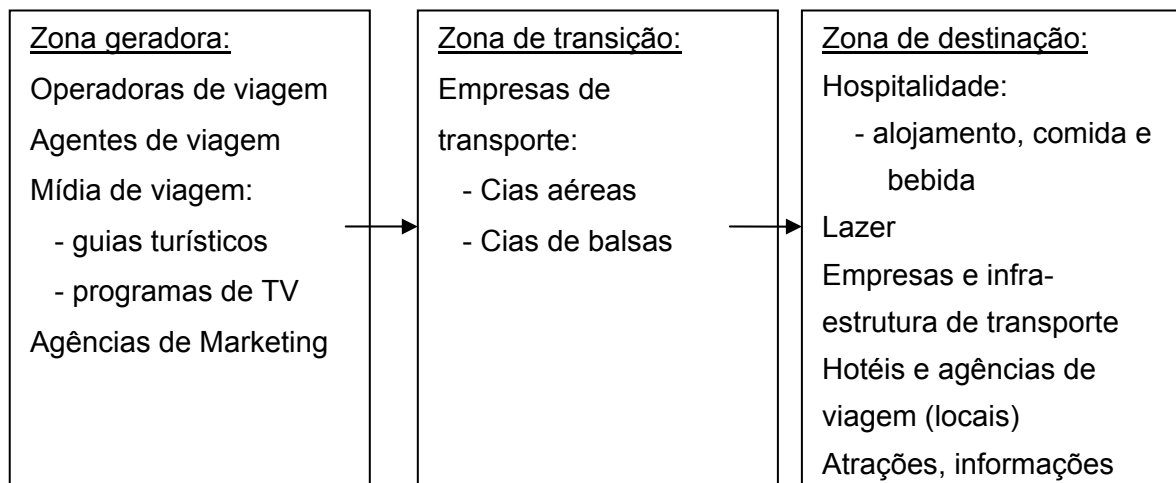 Zona geradora:
Operadoras de viagem
Agentes de viagem
Mídia de viagem:
- guias turísticos
- programas de TV
Agências de Marketing
Zona de transição:
Empresas de
transporte:
- Cias aéreas
- Cias de balsas
Zona de destinação:
Hospitalidade:
- alojamento, comida e
bebida
Lazer
Empresas e infra-
estrutura de transporte
Hotéis e agências de
viagem (locais)
Atrações, informações